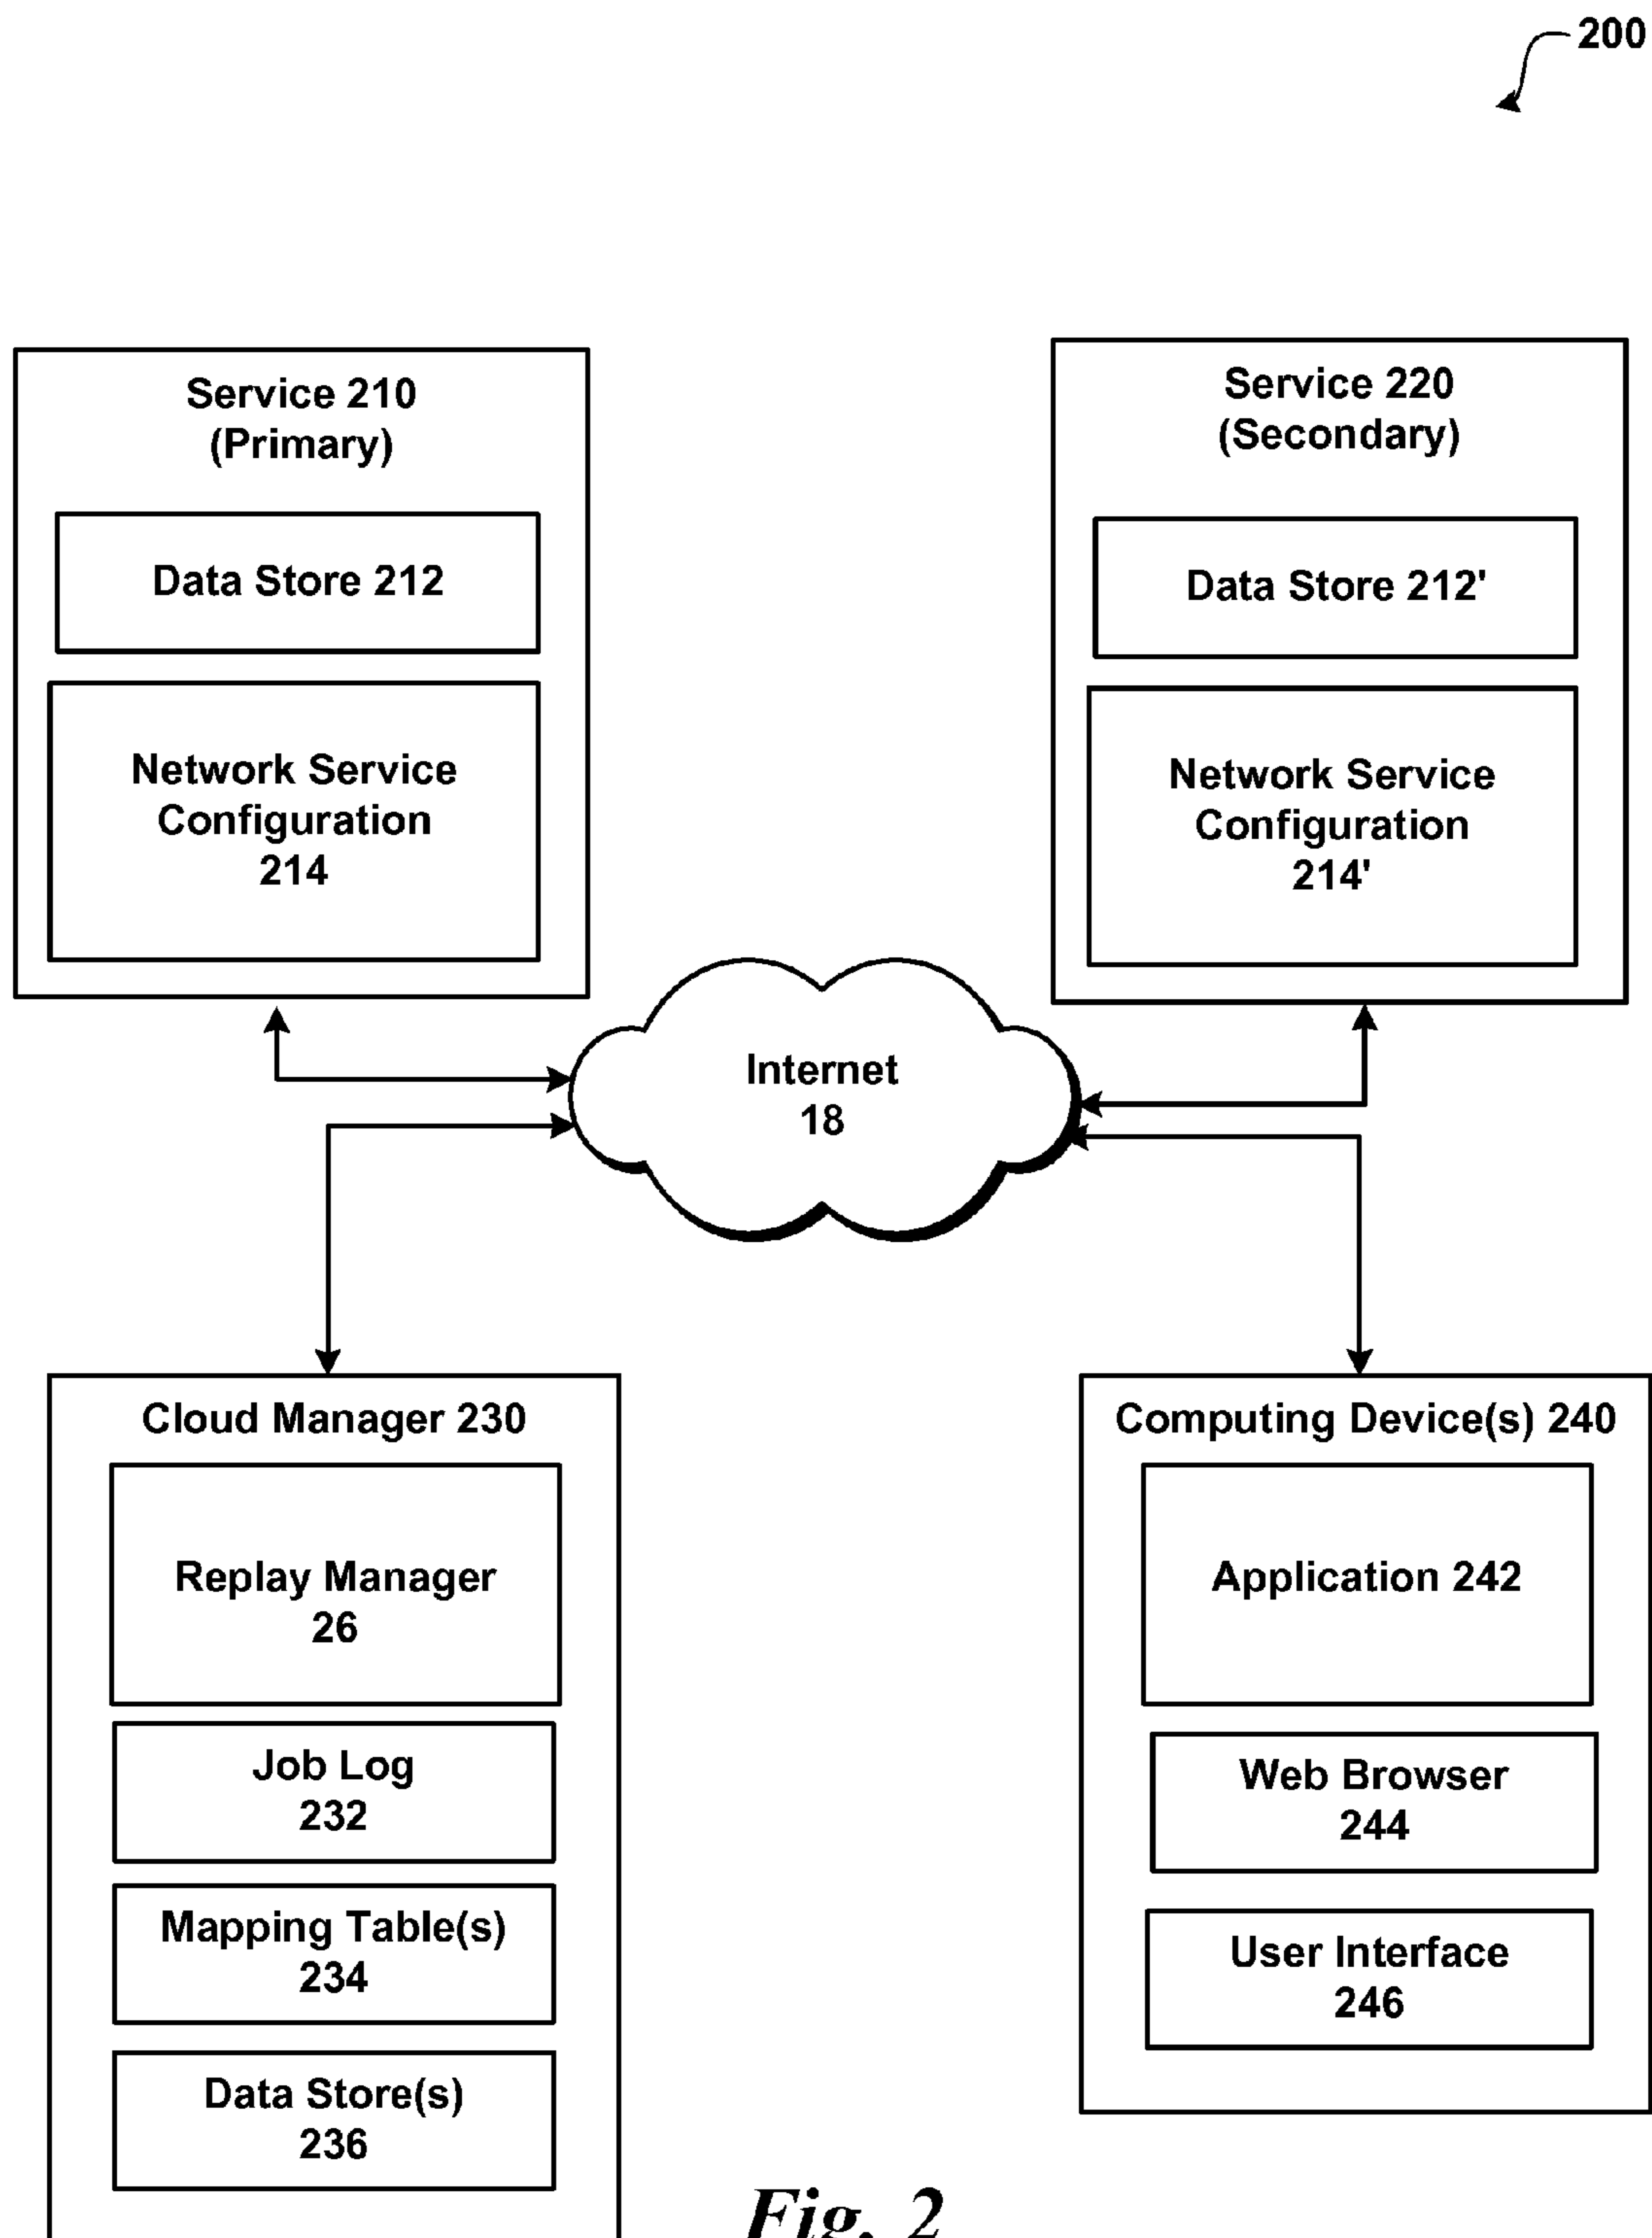 200
Service 210
(Primary)
Data Store 212
Network Service
Configuration
214
Service 220
(Secondary)
Data Store 212'
Network Service
Configuration
214'
Internet
18
Cloud Manager 230
Replay Manager
26
Job Log
232
Mapping Table(s)
234
Data Store(s)
236
Computing Device(s) 240
Application 242
Web Browser
244
User Interface
246
Fig. 2